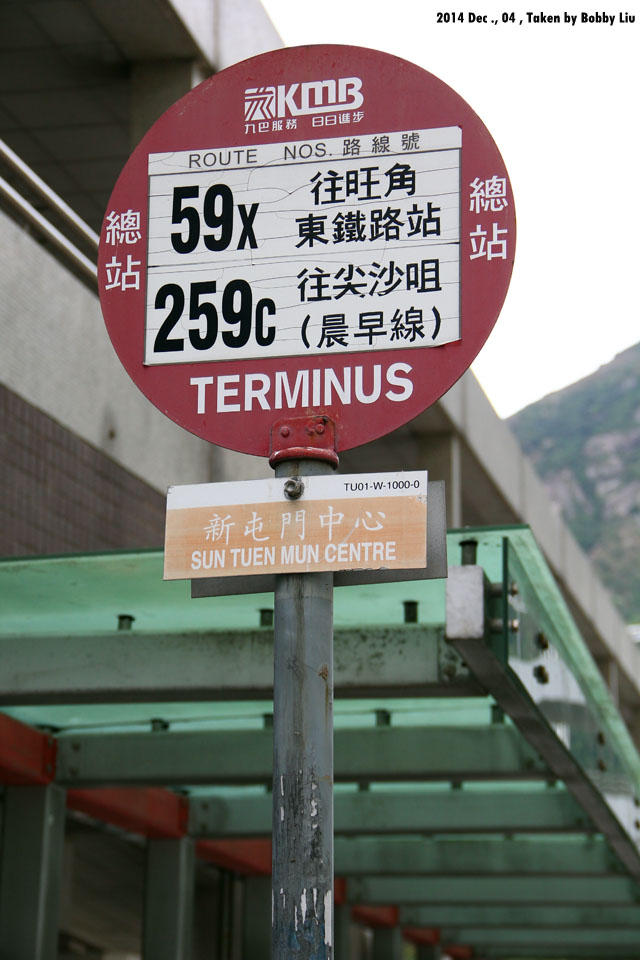 2014 Dec ., 04 , Taken by Bobby Liu
KMB
九巴服務 日日進步
ROUTE NOS. 路線號
59X 往旺角
東鐵路站
259C 往尖沙咀
(晨早線)
總站
總站
TERMINUS
TU01-W-1000-0
新屯門中心
SUN TUEN MUN CENTRE